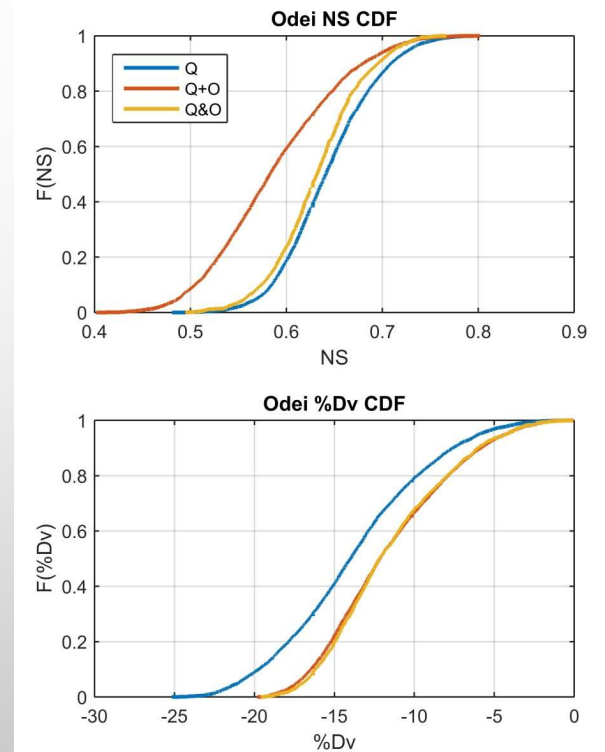 Odei NS CDF
F(NS)
1
0.8
0.6
0.4
0.2
0
Q
Q+O
Q&O
0.4 0.5 0.6 0.7 0.8 0.9
NS
Odei %Dv CDF
F(%Dv)
1
0.8
0.6
0.4
0.2
0
-30 -25 -20 -15 -10 -5 0
%Dv